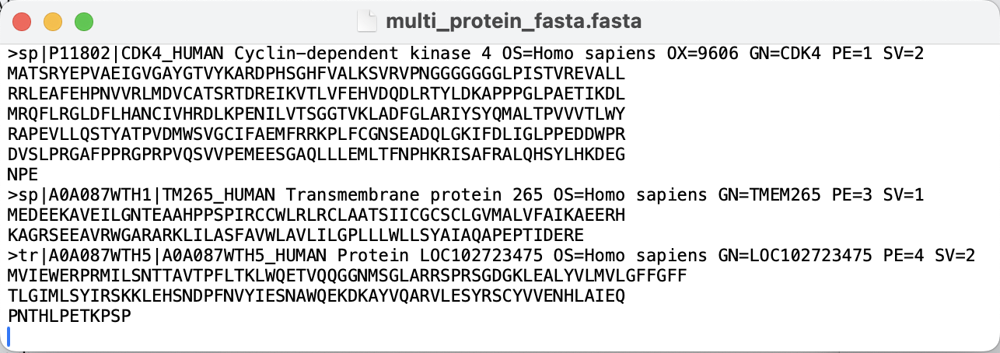 multi_protein_fasta.fasta
>sp|P11802|CDK4_HUMAN Cyclin-dependent kinase 4 OS=Homo sapiens OX=9606 GN=CDK4 PE=1 SV=2
MATSRYEPVAEIGVGAYGTVYKARDPHSGHFVALKSVRVPNGGGGGGGLPISTVREVALL
RRLEAFEHPNVVRLMDVCATSRTDREIKVTLVFEHVDQDLRTYLDKAPPPGLPAETIKDL
MRQFLRGLDFLHANCIVHRDLKPENILVTSGGTVKLADFGLARIYSYQMALTPVVVTLWY
RAPEVLLQSTYATPVDMWSVGCIFAEMFRRKPLFCGNSEADQLGKIFDLIGLPPEDDWPR
DVSLPRGAFPPRGPRPVQSVVPEMEESGAQLLLEMLTFNPHKRISAFRALQHSYLHKDEG
NPE
>sp|A0A087WTH1|TM265_HUMAN Transmembrane protein 265 OS=Homo sapiens GN=TMEM265 PE=3 SV=1
MEDEEKAVEILGNTEAAHPPSPIRCCWLRLRCLAATSIICGCSCLGVMALVFAIKAEERH
KAGRSEEAVRWGARARKLILASFAVWLAVLILGPLLLWLLSYAIAQAPEPTIDERE
>tr|A0A087WTH5|A0A087WTH5_HUMAN Protein LOC102723475 OS=Homo sapiens GN=LOC102723475 PE=4 SV=2
MVIEWERPRMILSNTTAVTPFLTKLWQETVQQGGNMSGLARRSPRSGDGKLEALYVLMVLGFFGFF
TLGIMLSYIRSKKLEHSNDPFNVYIESNAWQEKDKAYVQARVLESYRSCYVVENHLAIEQ
PNTHLPETKPSP